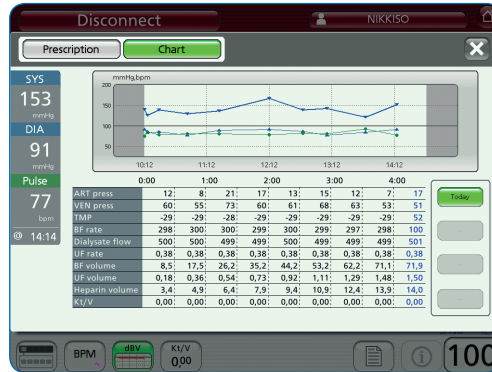 Disconnect NIKKISO
Prescription Chart X
SYS
153
mmHg
DIA
91
mmHg
Pulse
77
bpm
@ 14:14
mmHg,bpm
200
150
100
50
10:12 11:12 12:12 13:12 14:12
0:00 1:00 2:00 3:00 4:00
ART press 12 8 21 17 13 15 12 7 17
VEN press 60 55 73 60 61 68 63 53 51
TMP -29 -29 -28 -29 -29 -29 -29 -29 52
BF rate 298 300 300 299 300 299 297 298 100
Dialysate flow 500 500 499 499 500 499 499 499 501
UF rate 0,38 0,38 0,38 0,38 0,38 0,38 0,38 0,38 0,38
BF volume 8,5 17,5 26,2 35,2 44,2 53,2 62,2 71,1 71,9
UF volume 0,18 0,36 0,54 0,73 0,92 1,11 1,29 1,48 1,50
Heparin volume 3,4 4,9 6,4 7,9 9,4 10,9 12,4 13,9 14,0
Kt/V 0,00 0,00 0,00 0,00 0,00 0,00 0,00 0,00 0,00
Today
BPM dBV Kt/V 0,00 i 100